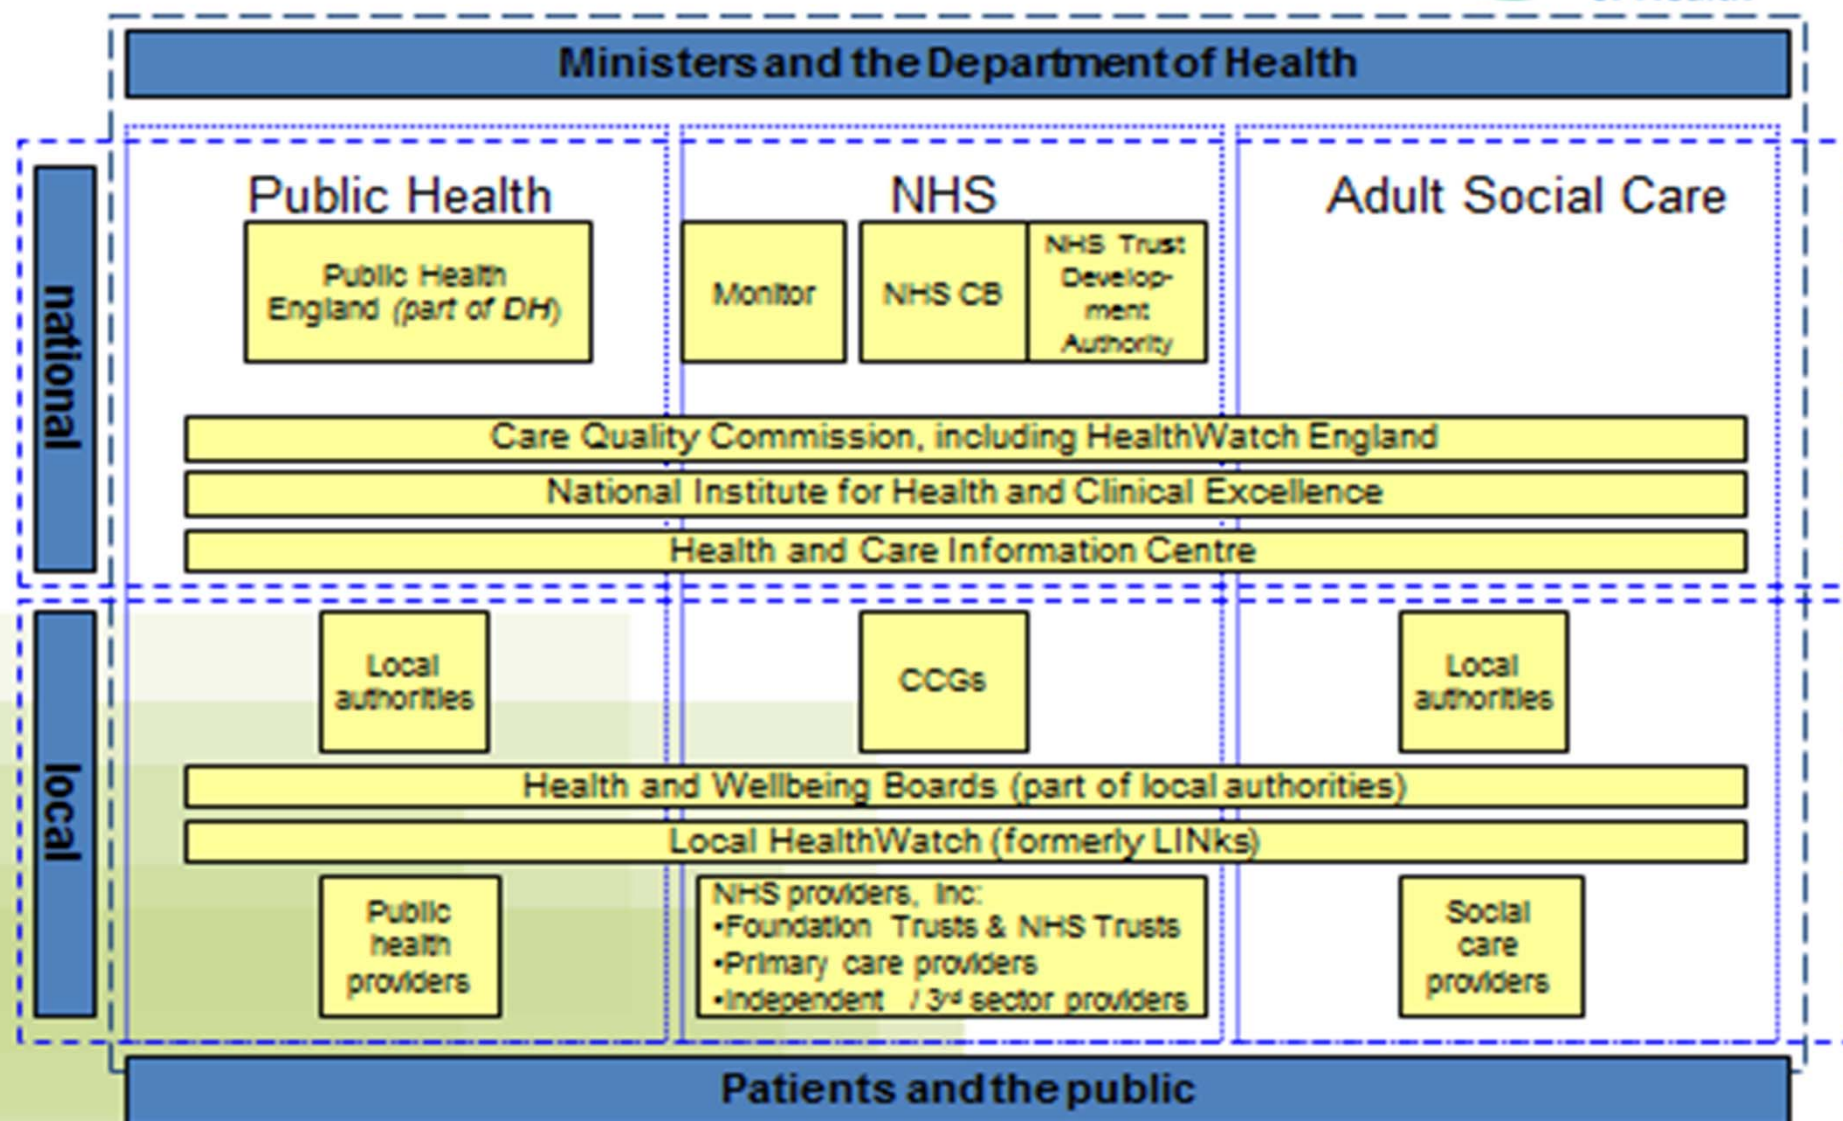 Ministers and the Department of Health
national
Public Health
NHS
Adult Social Care
Public Health
England (part of DH)
Monitor
NHS CB
NHS Trust
Develop-
ment
Authority
Care Quality Commission, including HealthWatch England
National Institute for Health and Clinical Excellence
Health and Care Information Centre
local
Local
authorities
CCGs
Local
authorities
Health and Wellbeing Boards (part of local authorities)
Local HealthWatch (formerly LINks)
Public
health
providers
NHS providers, inc:
•Foundation Trusts & NHS Trusts
•Primary care providers
•Independent / 3rd sector providers
Social
care
providers
Patients and the public